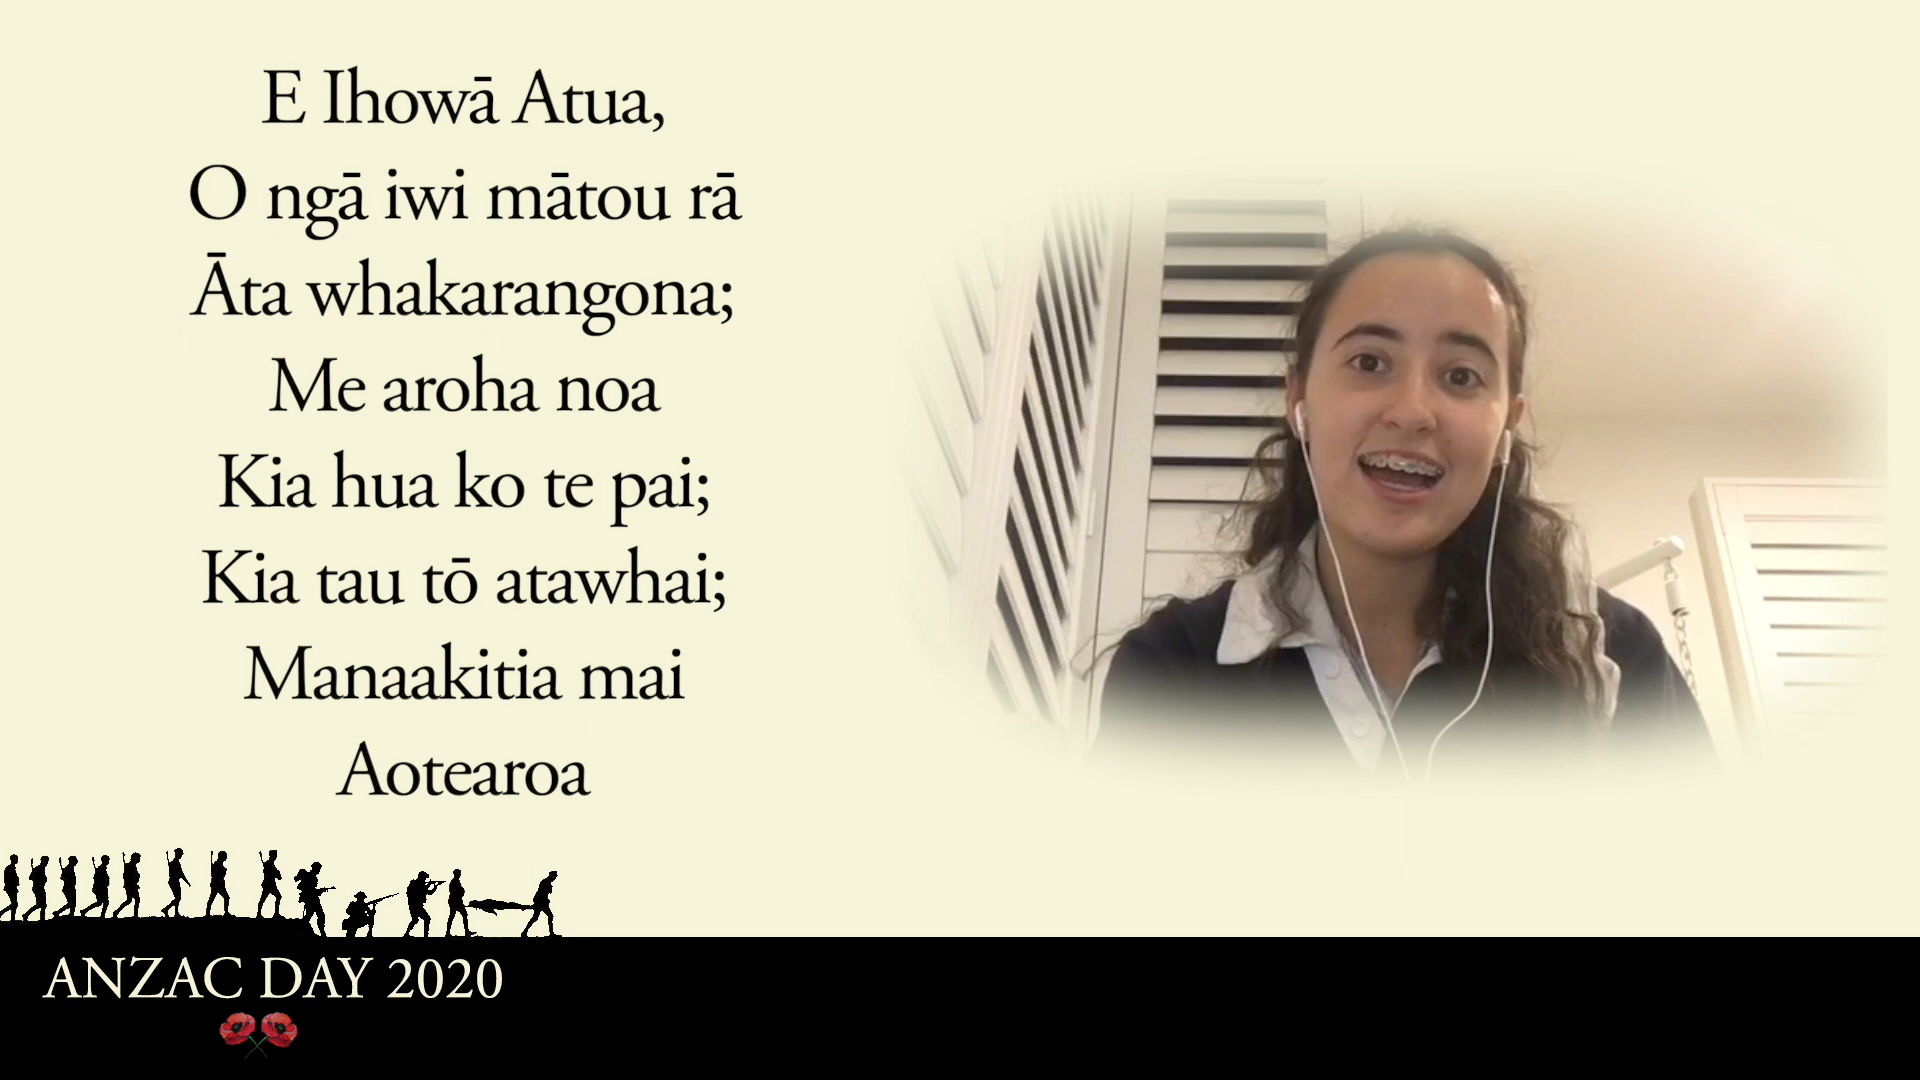 E Ihowā Atua,
O ngā iwi mātou rā
Āta whakarangona;
Me aroha noa
Kia hua ko te pai;
Kia tau tō atawhai;
Manaakitia mai
Aotearoa
ANZAC DAY 2020